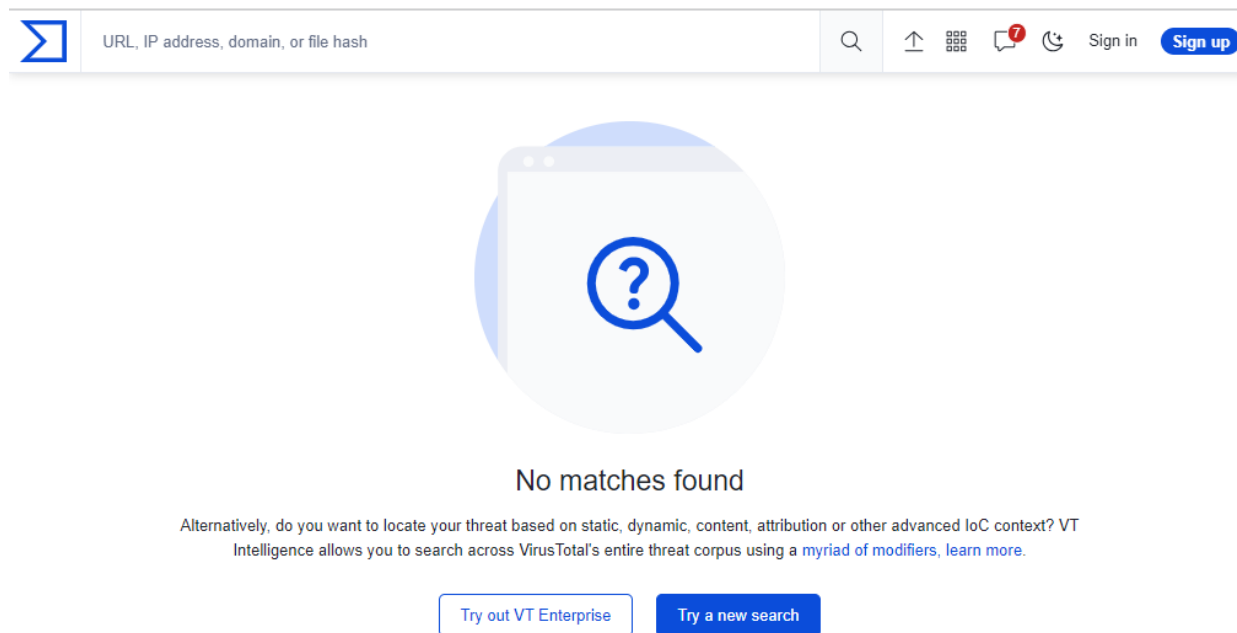 URL, IP address, domain, or file hash
7
Sign in
Sign up
?
No matches found
Alternatively, do you want to locate your threat based on static, dynamic, content, attribution or other advanced IoC context? VT
Intelligence allows you to search across VirusTotal's entire threat corpus using a myriad of modifiers, learn more.
Try out VT Enterprise
Try a new search